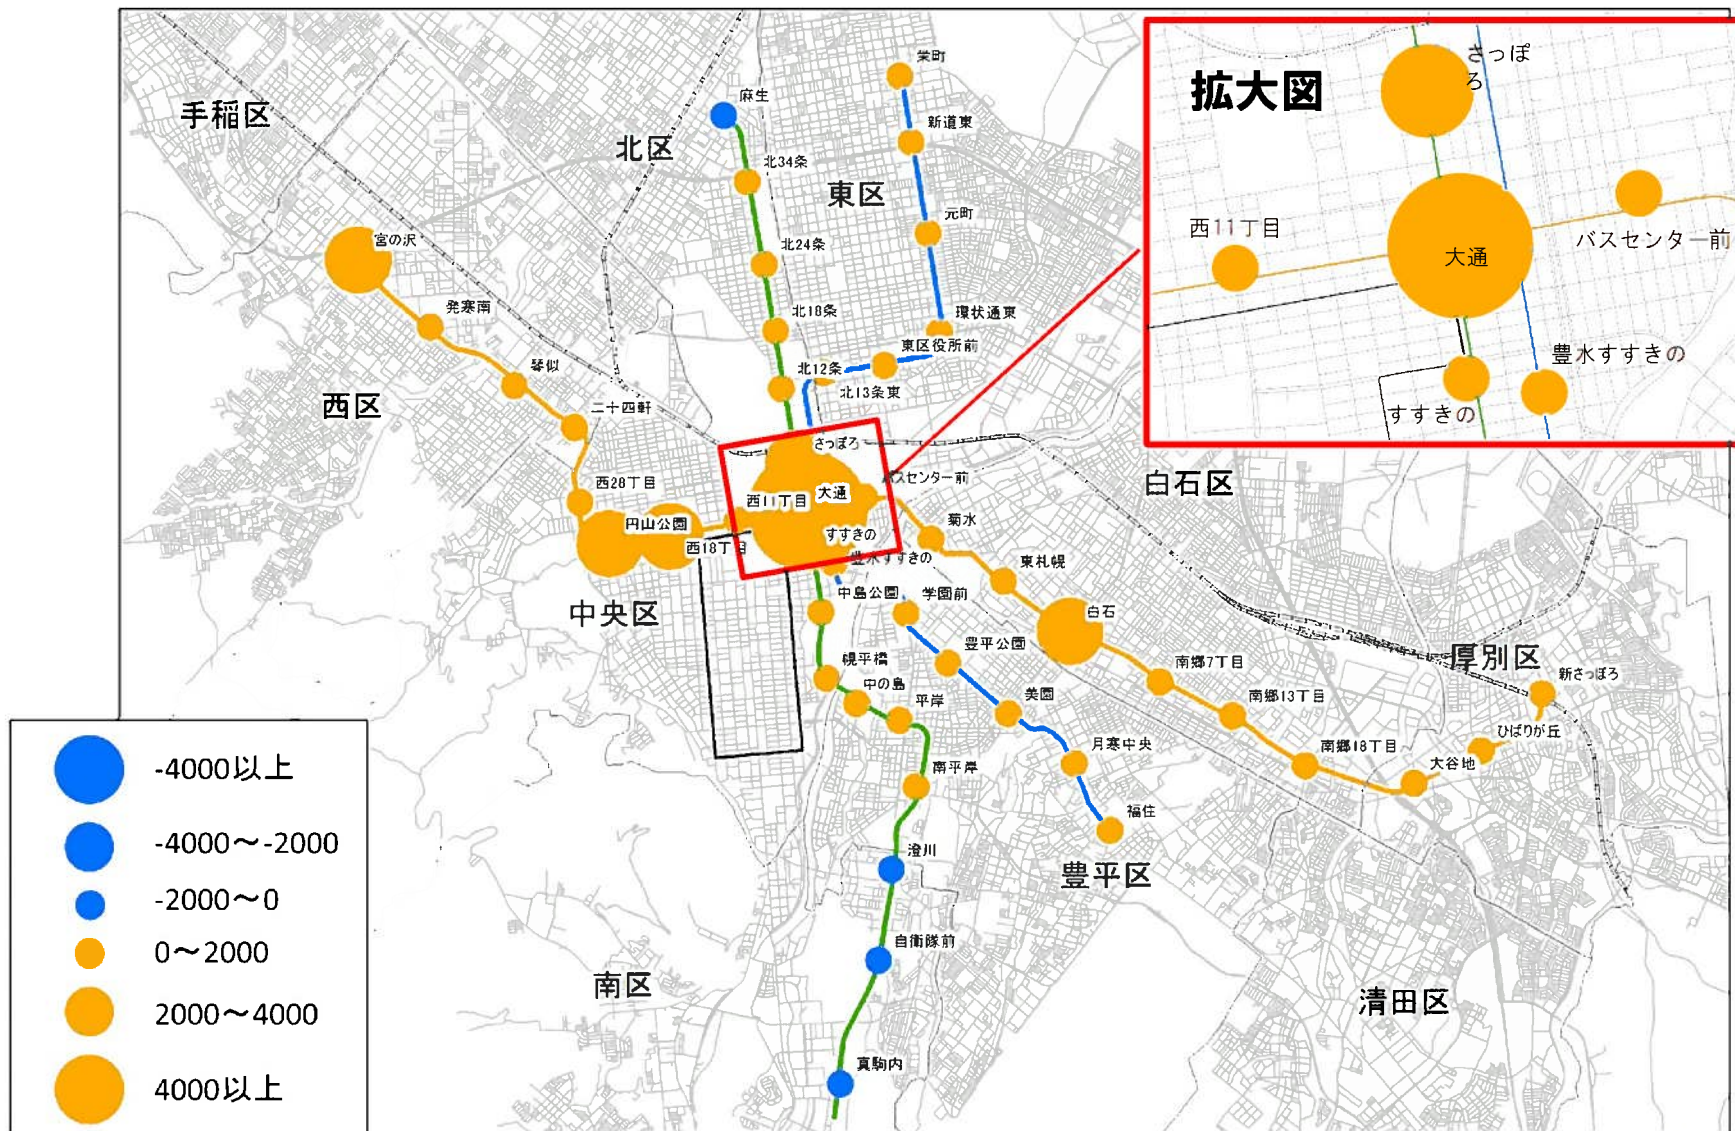 手稲区
北区
東区
西区
中央区
南区
白石区
厚別区
豊平区
清田区
麻生
北34条
北24条
北18条
北12条
栄町
新道東
元町
環状通東
東区役所前
北13条東
宮の沢
発寒南
琴似
二十四軒
西28丁目
円山公園
西18丁目
西11丁目
さっぽろ
大通
すすきの
豊水すすきの
バスセンター前
菊水
東札幌
白石
南郷7丁目
南郷13丁目
南郷18丁目
大谷地
ひばりが丘
新さっぽろ
中島公園
幌平橋
中の島
平岸
南平岸
澄川
自衛隊前
真駒内
学園前
豊平公園
美園
月寒中央
福住
拡大図
さっぽ
ろ
西11丁目
大通
バスセンター前
すすきの
豊水すすきの
-4000以上
-4000～-2000
-2000～0
0～2000
2000～4000
4000以上